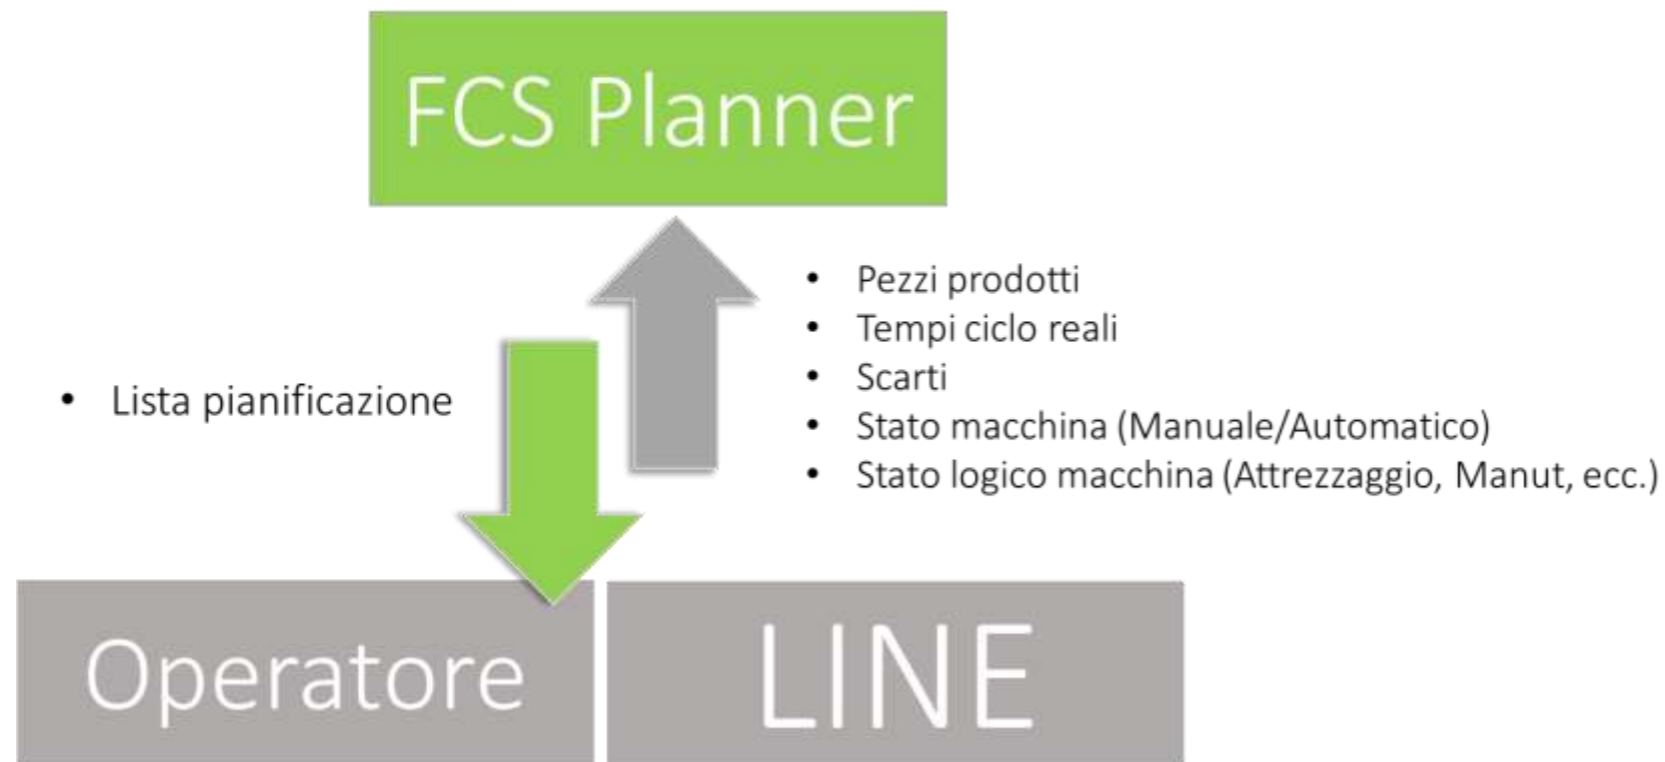 FCS Planner
• Pezzi prodotti
• Tempi ciclo reali
• Scarti
• Stato macchina (Manuale/Automatico)
• Stato logico macchina (Attrezzaggio, Manut, ecc.)
• Lista pianificazione
Operatore
LINE